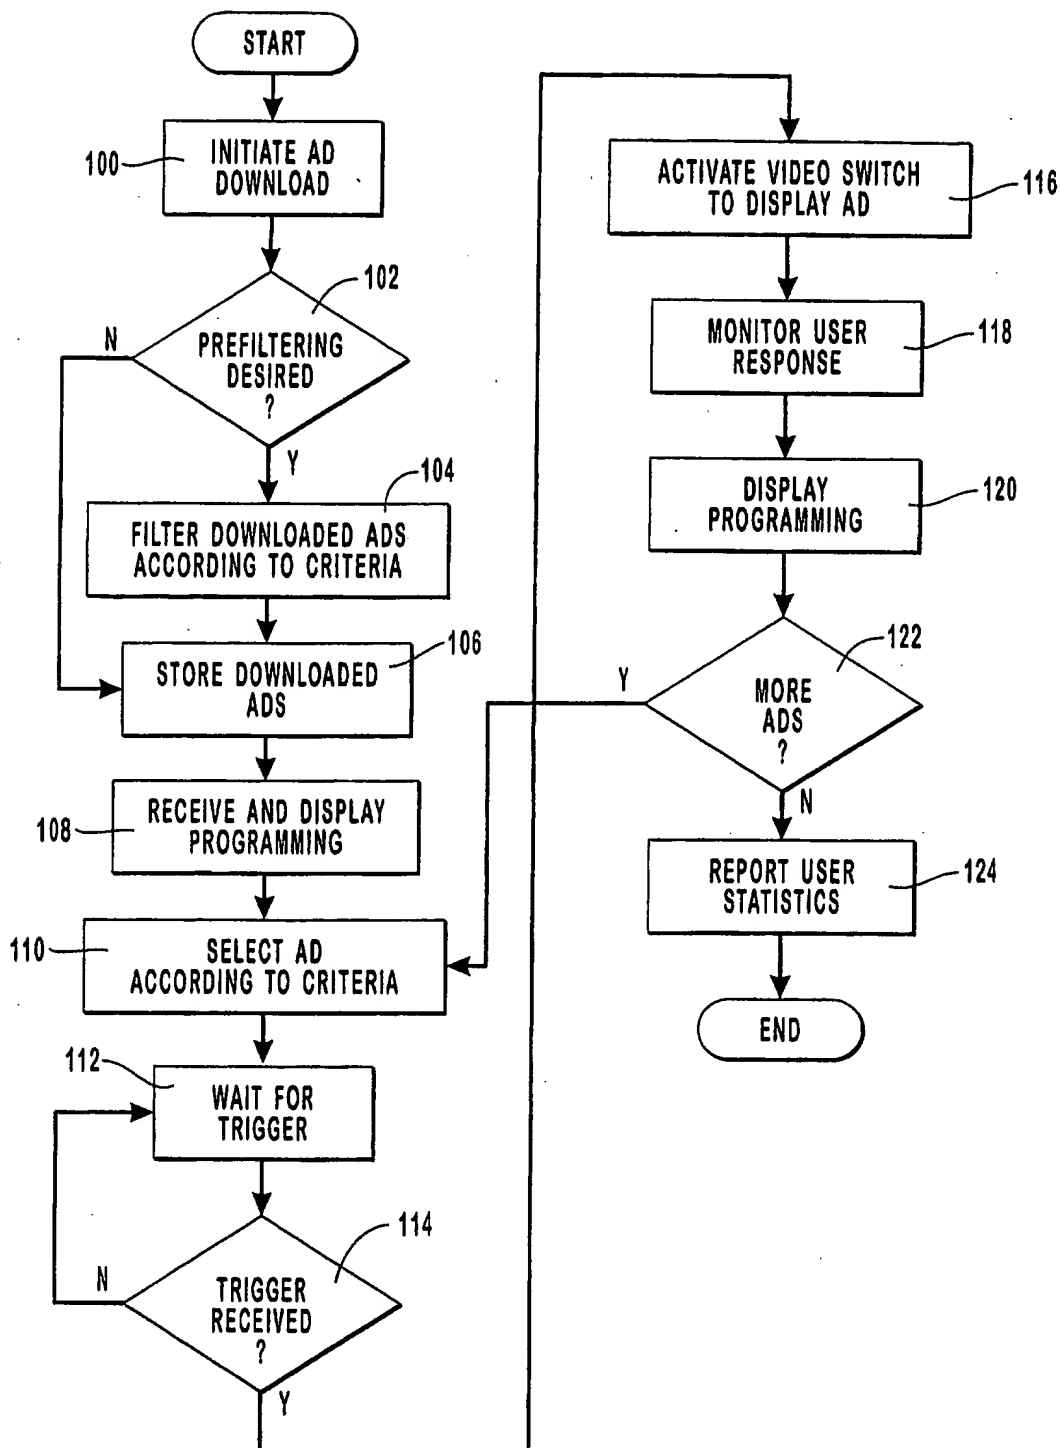 START
100
INITIATE AD
DOWNLOAD
102
N
PREFILTERING
DESIRED
?
Y
104
FILTER DOWNLOADED ADS
ACCORDING TO CRITERIA
106
STORE DOWNLOADED
ADS
108
RECEIVE AND DISPLAY
PROGRAMMING
110
SELECT AD
ACCORDING TO CRITERIA
112
WAIT FOR
TRIGGER
114
N
TRIGGER
RECEIVED
?
Y
ACTIVATE VIDEO SWITCH
TO DISPLAY AD
116
MONITOR USER
RESPONSE
118
DISPLAY
PROGRAMMING
120
122
Y
MORE
ADS
?
N
REPORT USER
STATISTICS
124
END